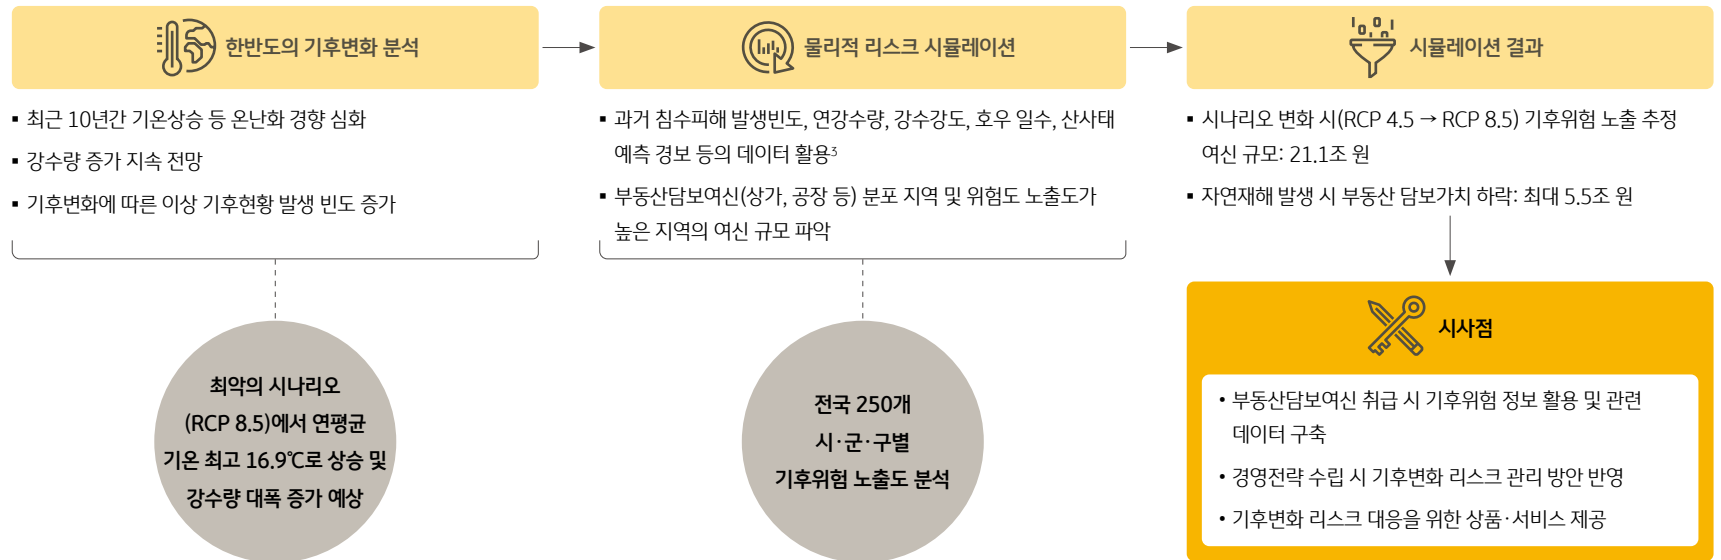 한반도의 기후변화 분석
▪ 최근 10년간 기온상승 등 온난화 경향 심화
▪ 강수량 증가 지속 전망
▪ 기후변화에 따른 이상 기후현황 발생 빈도 증가
최악의 시나리오
(RCP 8.5)에서 연평균
기온 최고 16.9℃로 상승 및
강수량 대폭 증가 예상
물리적 리스크 시뮬레이션
▪ 과거 침수피해 발생빈도, 연강수량, 강수강도, 호우 일수, 산사태
예측 경보 등의 데이터 활용³
▪ 부동산담보여신(상가, 공장 등) 분포 지역 및 위험도 노출도가
높은 지역의 여신 규모 파악
전국 250개
시·군·구별
기후위험 노출도 분석
시뮬레이션 결과
▪ 시나리오 변화 시(RCP 4.5 → RCP 8.5) 기후위험 노출 추정
여신 규모: 21.1조 원
▪ 자연재해 발생 시 부동산 담보가치 하락: 최대 5.5조 원
시사점
• 부동산담보여신 취급 시 기후위험 정보 활용 및 관련
데이터 구축
• 경영전략 수립 시 기후변화 리스크 관리 방안 반영
• 기후변화 리스크 대응을 위한 상품·서비스 제공